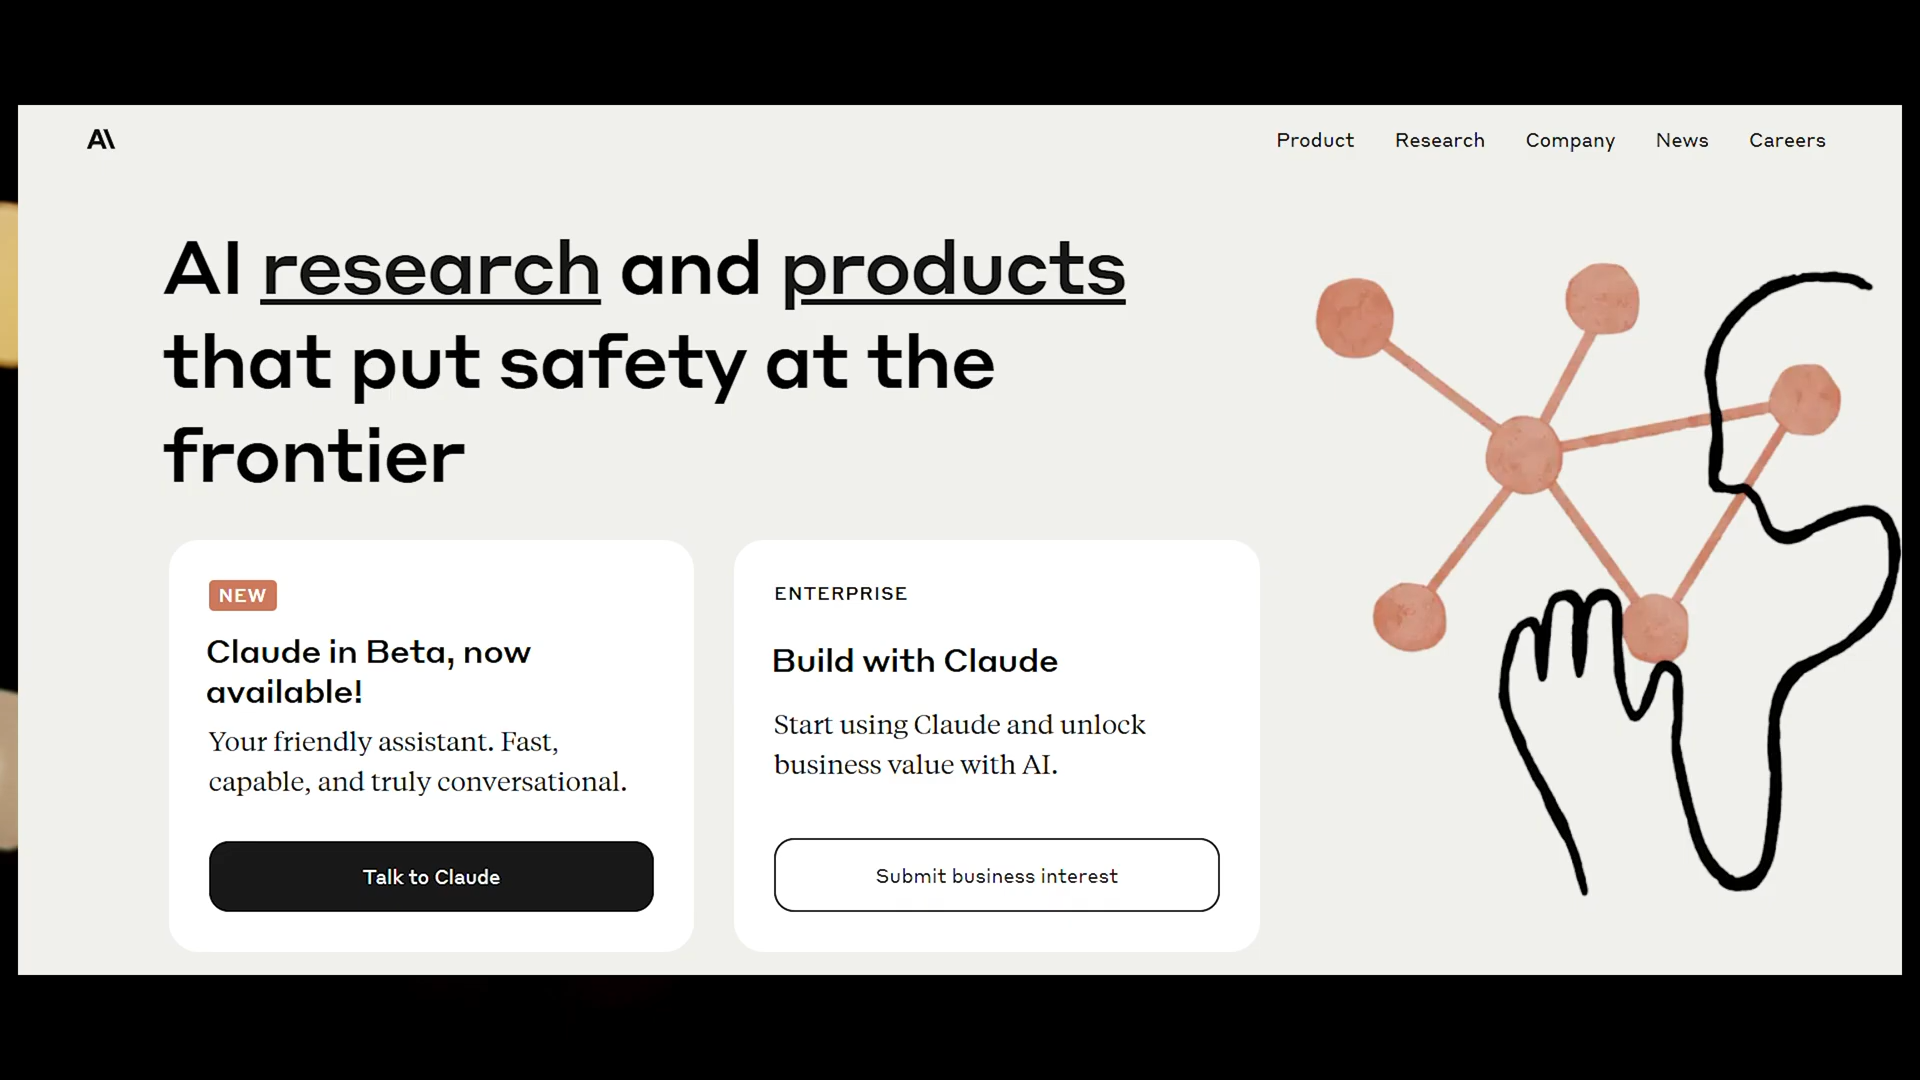 A\
Product Research Company News Careers
AI research and products
that put safety at the
frontier
NEW
Claude in Beta, now
available!
Your friendly assistant. Fast,
capable, and truly conversational.
Talk to Claude
ENTERPRISE
Build with Claude
Start using Claude and unlock
business value with AI.
Submit business interest